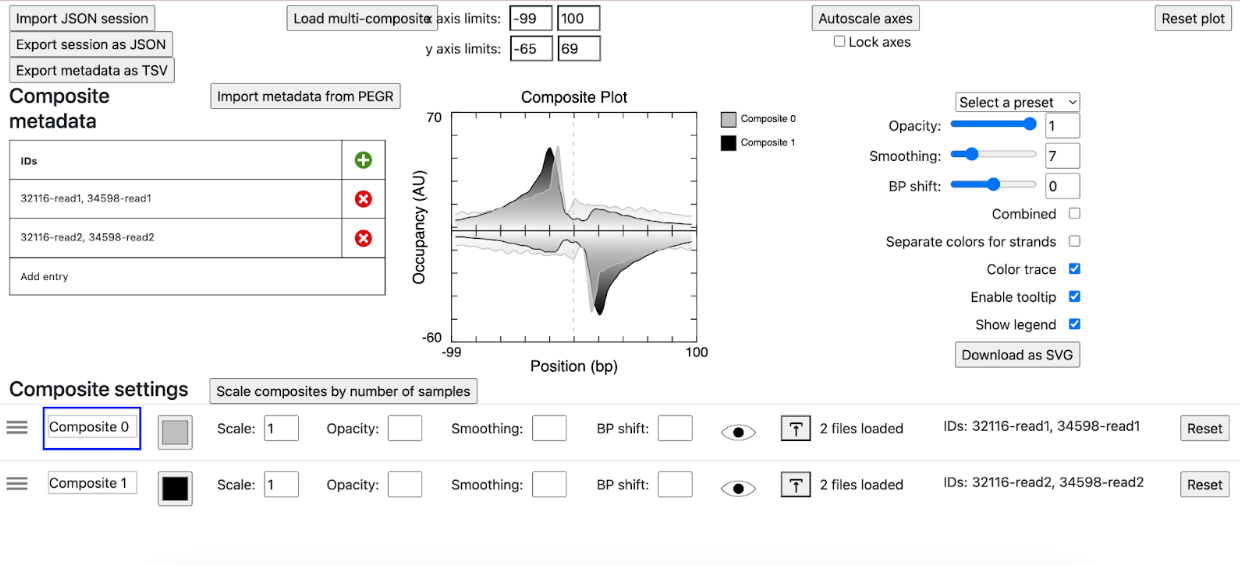 Import JSON session
Export session as JSON
Export metadata as TSV
Load multi-composite
x axis limits: -99 100
y axis limits: -65 69
Autoscale axes
Lock axes
Reset plot
Composite metadata
Import metadata from PEGR
IDs
32116-read1, 34598-read1
32116-read2, 34598-read2
Add entry
Composite Plot
70
-60
-99
100
Occupancy (AU)
Position (bp)
Composite 0
Composite 1
Select a preset
Opacity: 1
Smoothing: 7
BP shift: 0
Combined
Separate colors for strands
Color trace
Enable tooltip
Show legend
Download as SVG
Composite settings
Scale composites by number of samples
Composite 0 Scale: 1 Opacity: Smoothing: BP shift: 2 files loaded IDs: 32116-read1, 34598-read1 Reset
Composite 1 Scale: 1 Opacity: Smoothing: BP shift: 2 files loaded IDs: 32116-read2, 34598-read2 Reset